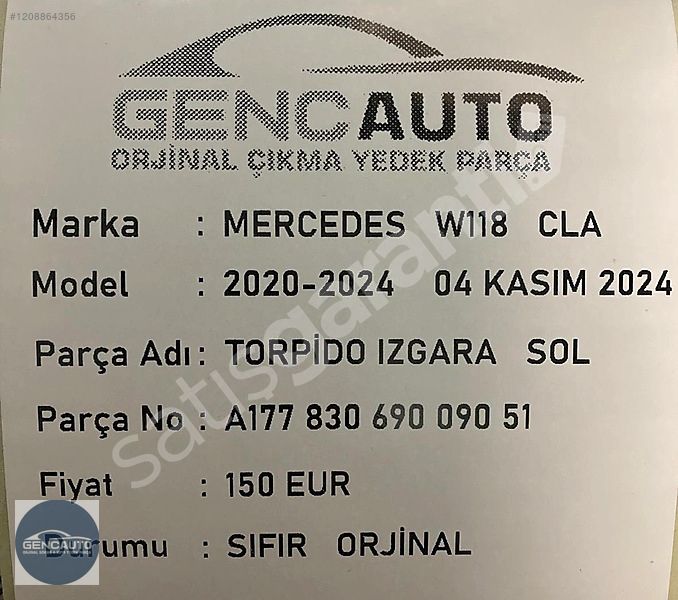 #1208864356
GENCAUTO
ORJİNAL ÇIKMA YEDEK PARÇA
Marka : MERCEDES W118 CLA
Model : 2020-2024 04 KASIM 2024
Parça Adı : TORPİDO IZGARA SOL
Parça No : A177 830 690 090 51
Fiyat : 150 EUR
Durumu : SIFIR ORJİNAL
satışgaranti
GENCAUTO